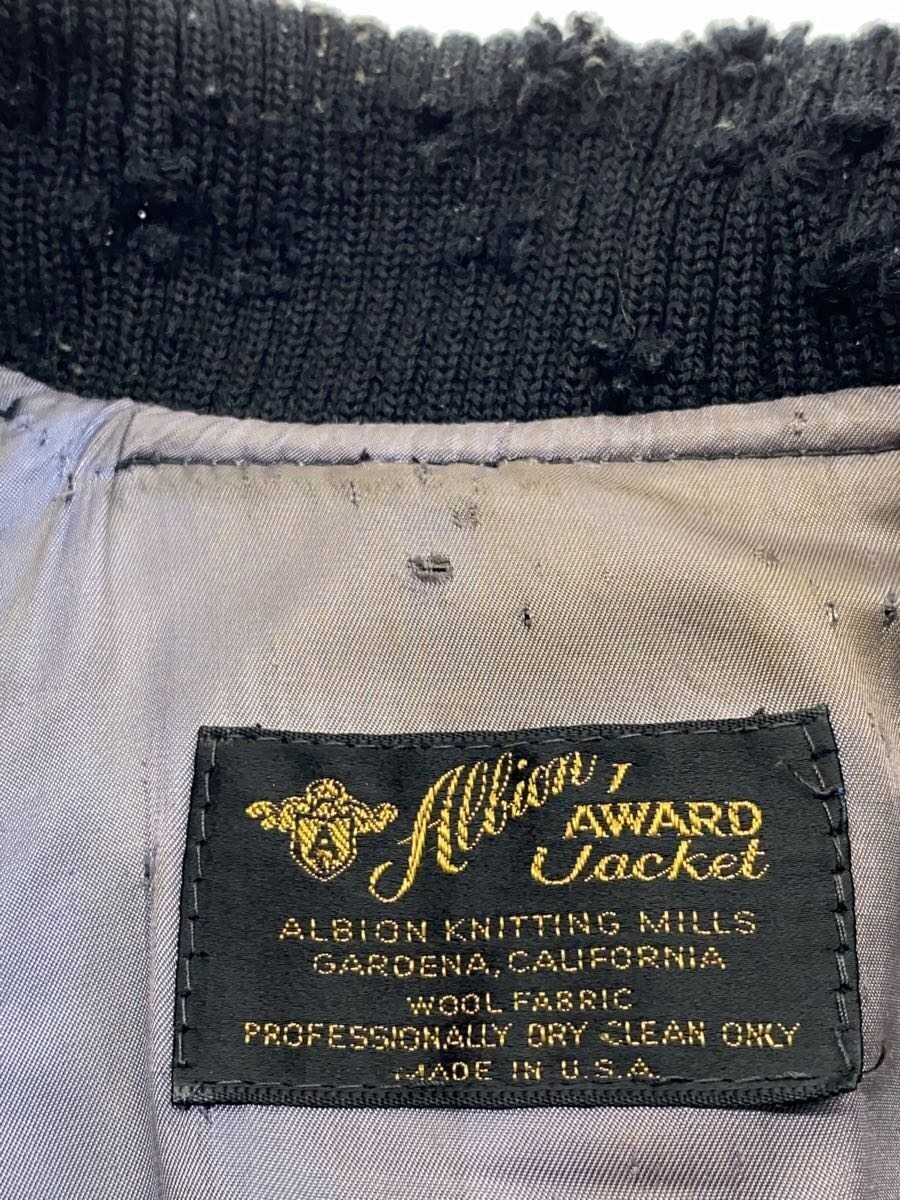 A
Albion AWARD
Jacket
ALBION KNITTING MILLS
GARDENA, CALIFORNIA
WOOL FABRIC
PROFESSIONALLY DRY CLEAN ONLY
MADE IN U.S.A.